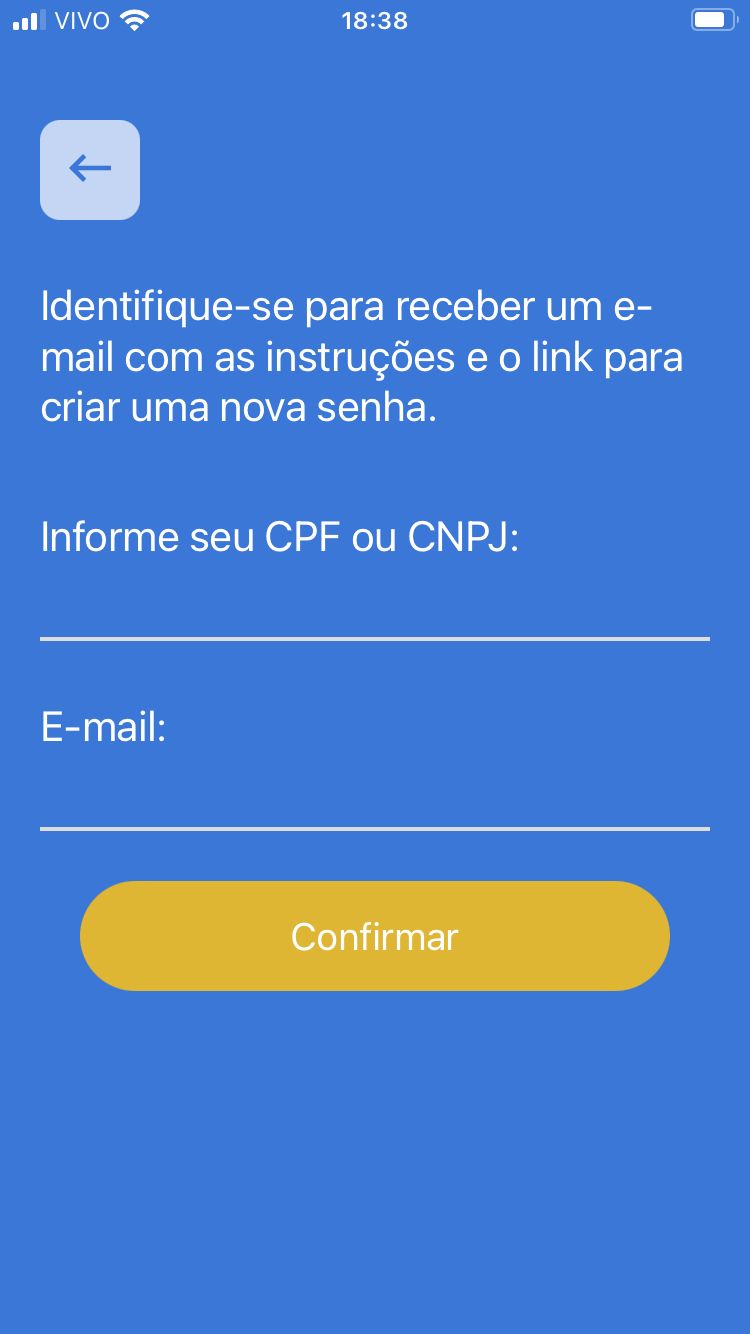 VIVO 18:38
Identifique-se para receber um e-
mail com as instruções e o link para
criar uma nova senha.
Informe seu CPF ou CNPJ:
E-mail:
Confirmar